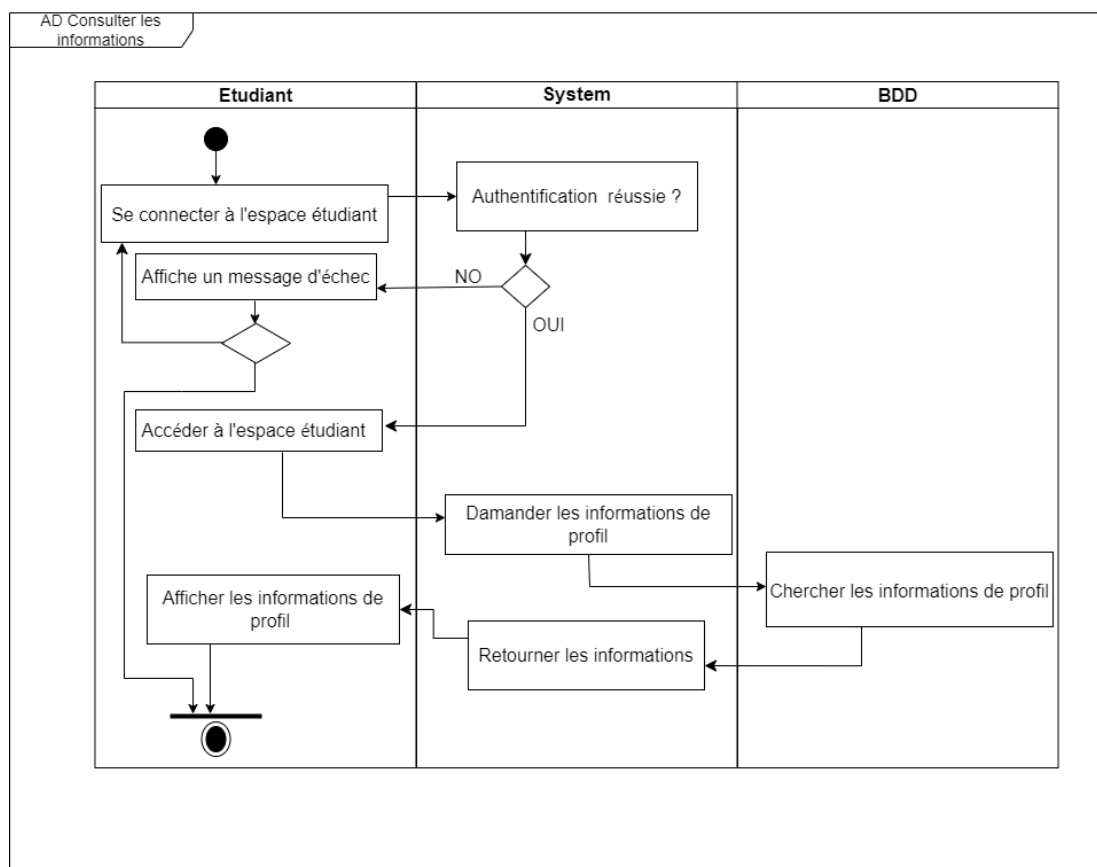 AD Consulter les
informations
Etudiant
System
BDD
Se connecter à l'espace étudiant
Authentification réussie ?
Affiche un message d'échec
NO
OUI
Accéder à l'espace étudiant
Damander les informations de
profil
Chercher les informations de profil
Afficher les informations de
profil
Retourner les informations